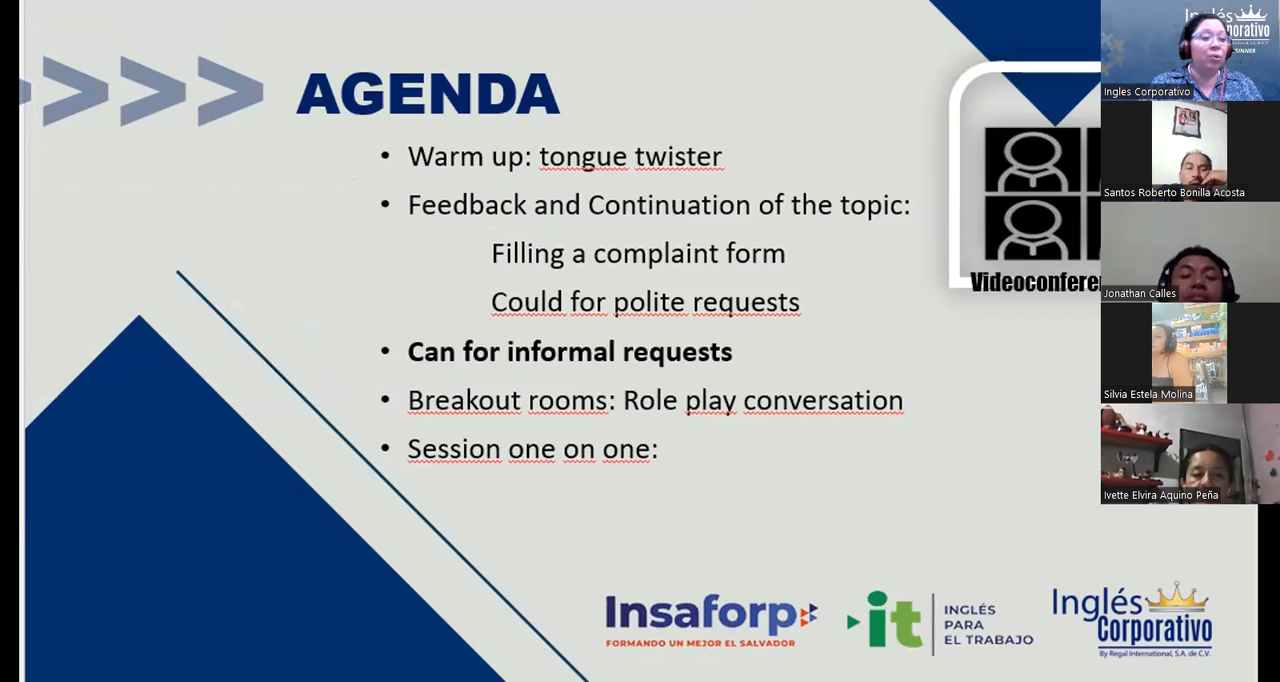 AGENDA
• Warm up: tongue twister
• Feedback and Continuation of the topic:
Filling a complaint form
Could for polite requests
• Can for informal requests
• Breakout rooms: Role play conversation
• Session one on one:
Videoconfere
Inglés
Ingles Corporativo
Santos Roberto Bonilla Acosta
Jonathan Calles
Silvia Estela Molina
Ivette Elvira Aquino Peña
Insaforp
FORMANDO UN MEJOR EL SALVADOR
it
INGLÉS
PARA
EL TRABAJO
Inglés
Corporativo
By Regal International, S.A. de C.V.